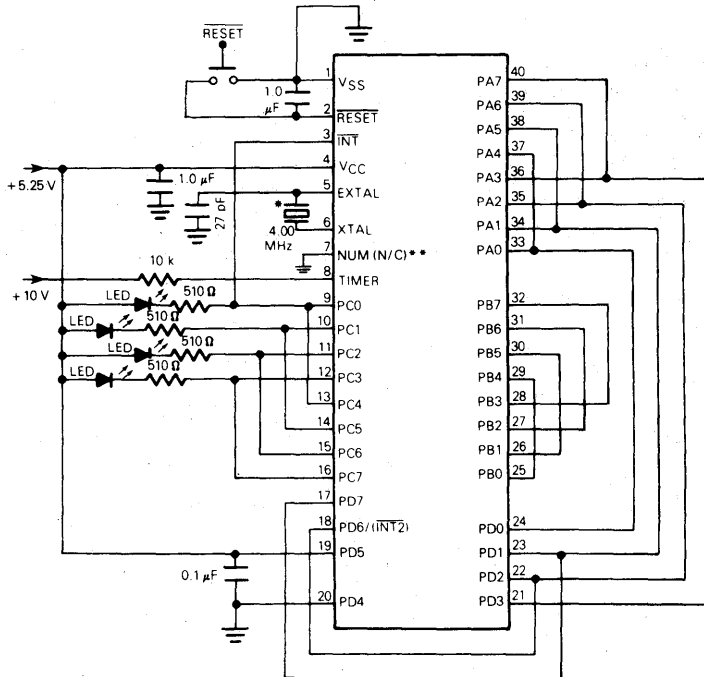 RESET
1 VSS
1.0 µF
2 RESET
3 INT
4 VCC
+5.25 V
1.0 µF
5 EXTAL
27 pF
*
6 XTAL
4.00 MHz
7 NUM (N/C)**
10 k
8 TIMER
+10 V
LED 510 Ω
9 PC0
LED 510 Ω
10 PC1
LED 510 Ω
11 PC2
LED 510 Ω
12 PC3
13 PC4
14 PC5
15 PC6
16 PC7
17 PD7
18 PD6/(INT2)
19 PD5
0.1 µF
20 PD4
PA7 40
PA6 39
PA5 38
PA4 37
PA3 36
PA2 35
PA1 34
PA0 33
PB7 32
PB6 31
PB5 30
PB4 29
PB3 28
PB2 27
PB1 26
PB0 25
PD0 24
PD1 23
PD2 22
PD3 21